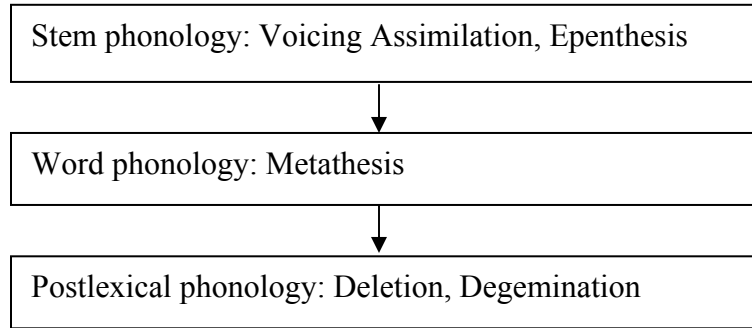 Stem phonology: Voicing Assimilation, Epenthesis
Word phonology: Metathesis
Postlexical phonology: Deletion, Degemination